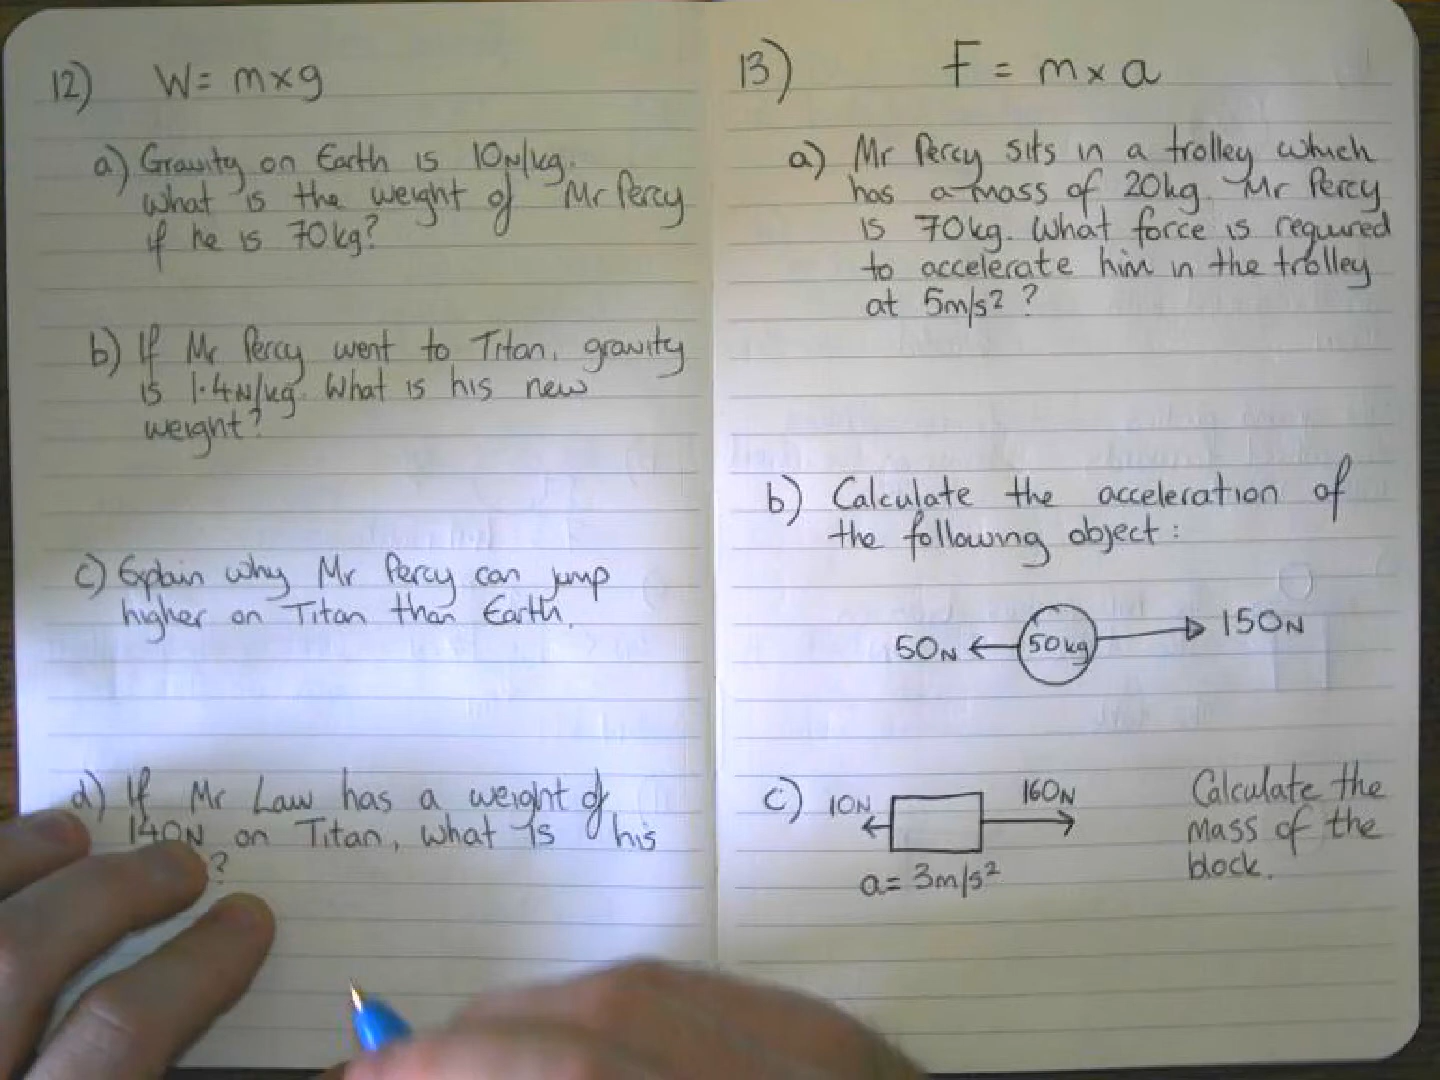 12) W= m×g
a) Gravity on Earth is 10N/kg.
What is the weight of Mr Percy
if he is 70kg?
b) If Mr Percy went to Titan, gravity
is 1.4N/kg. What is his new
weight?
c) Explain why Mr Percy can jump
higher on Titan than Earth.
d) If Mr Law has a weight of
140N on Titan, what is his
?
13) F = m × a
a) Mr Percy sits in a trolley which
has a mass of 20kg. Mr Percy
is 70kg. What force is required
to accelerate him in the trolley
at 5m/s² ?
b) Calculate the acceleration of
the following object :
50N 50kg 150N
c) 10N 160N
a= 3m/s²
Calculate the
mass of the
block.